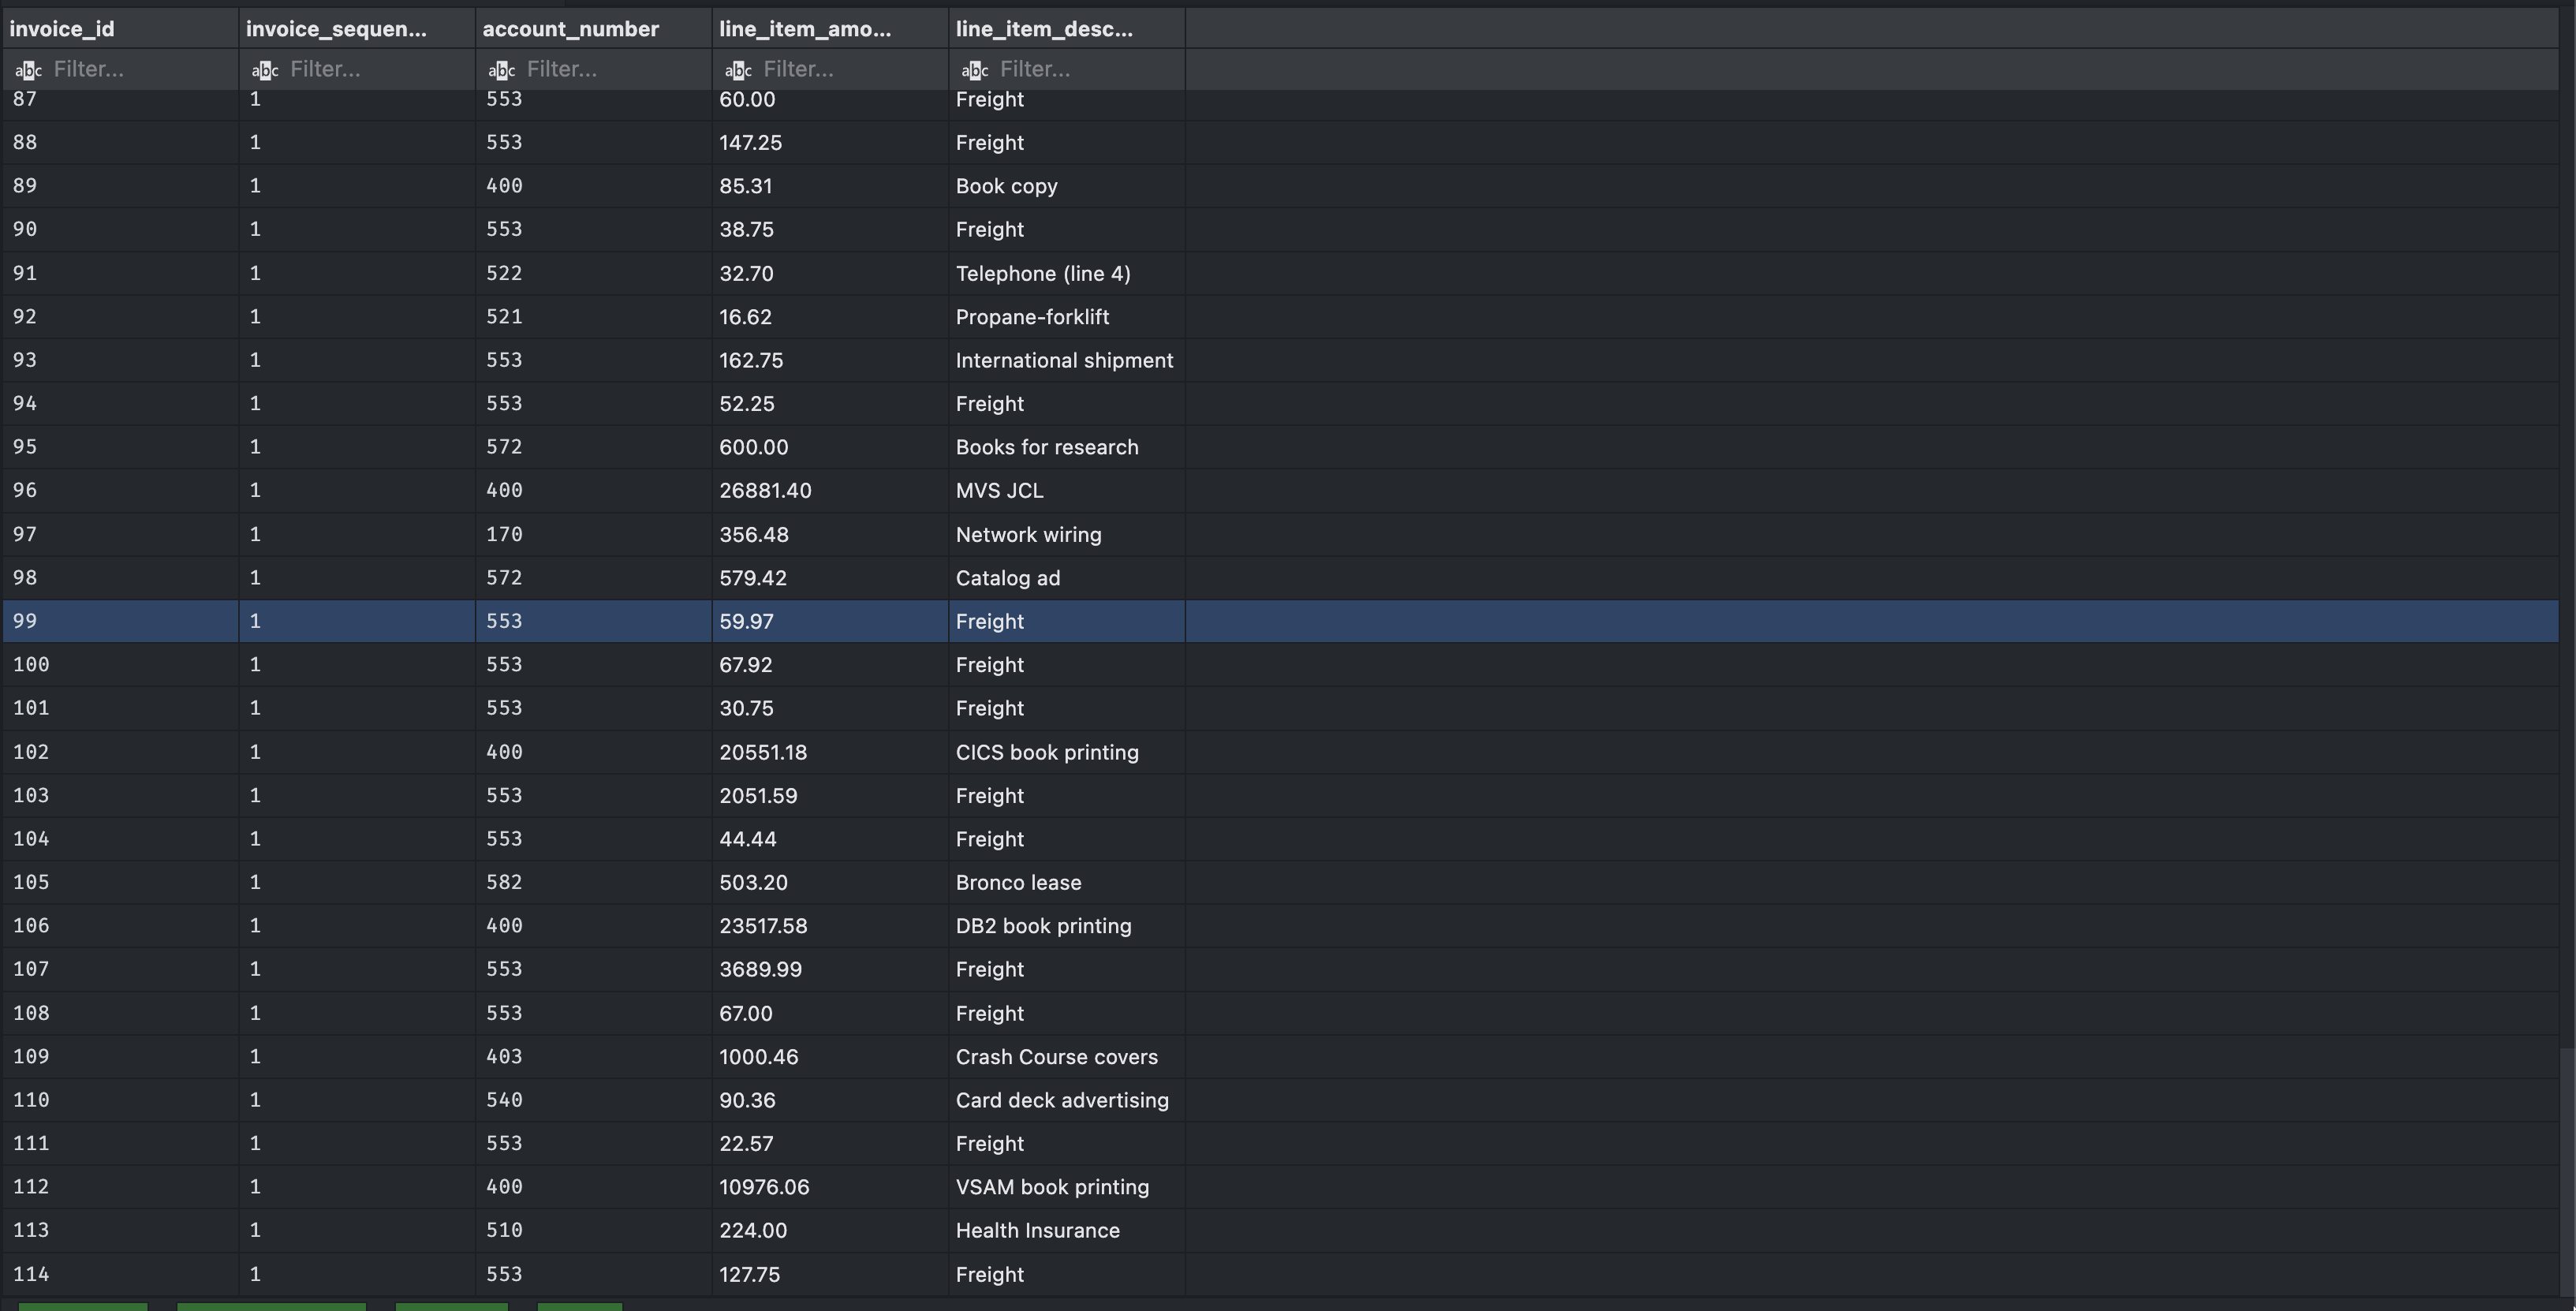 invoice_id invoice_sequen... account_number line_item_amo... line_item_desc...
abc Filter... abc Filter... abc Filter... abc Filter... abc Filter...
87 1 553 60.00 Freight
88 1 553 147.25 Freight
89 1 400 85.31 Book copy
90 1 553 38.75 Freight
91 1 522 32.70 Telephone (line 4)
92 1 521 16.62 Propane-forklift
93 1 553 162.75 International shipment
94 1 553 52.25 Freight
95 1 572 600.00 Books for research
96 1 400 26881.40 MVS JCL
97 1 170 356.48 Network wiring
98 1 572 579.42 Catalog ad
99 1 553 59.97 Freight
100 1 553 67.92 Freight
101 1 553 30.75 Freight
102 1 400 20551.18 CICS book printing
103 1 553 2051.59 Freight
104 1 553 44.44 Freight
105 1 582 503.20 Bronco lease
106 1 400 23517.58 DB2 book printing
107 1 553 3689.99 Freight
108 1 553 67.00 Freight
109 1 403 1000.46 Crash Course covers
110 1 540 90.36 Card deck advertising
111 1 553 22.57 Freight
112 1 400 10976.06 VSAM book printing
113 1 510 224.00 Health Insurance
114 1 553 127.75 Freight